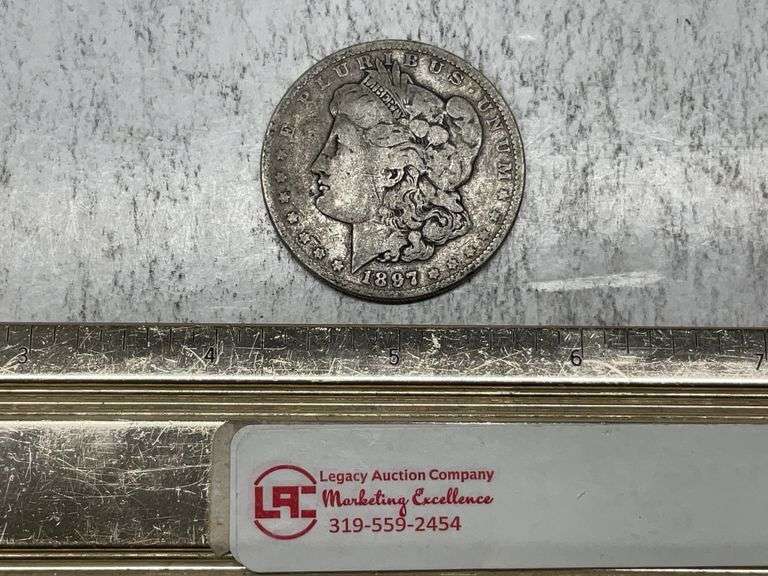 E·PLURIBUS·UNUM
LIBERTY
1897
3 4 5 6 7
LAC Legacy Auction Company
Marketing Excellence
319-559-2454